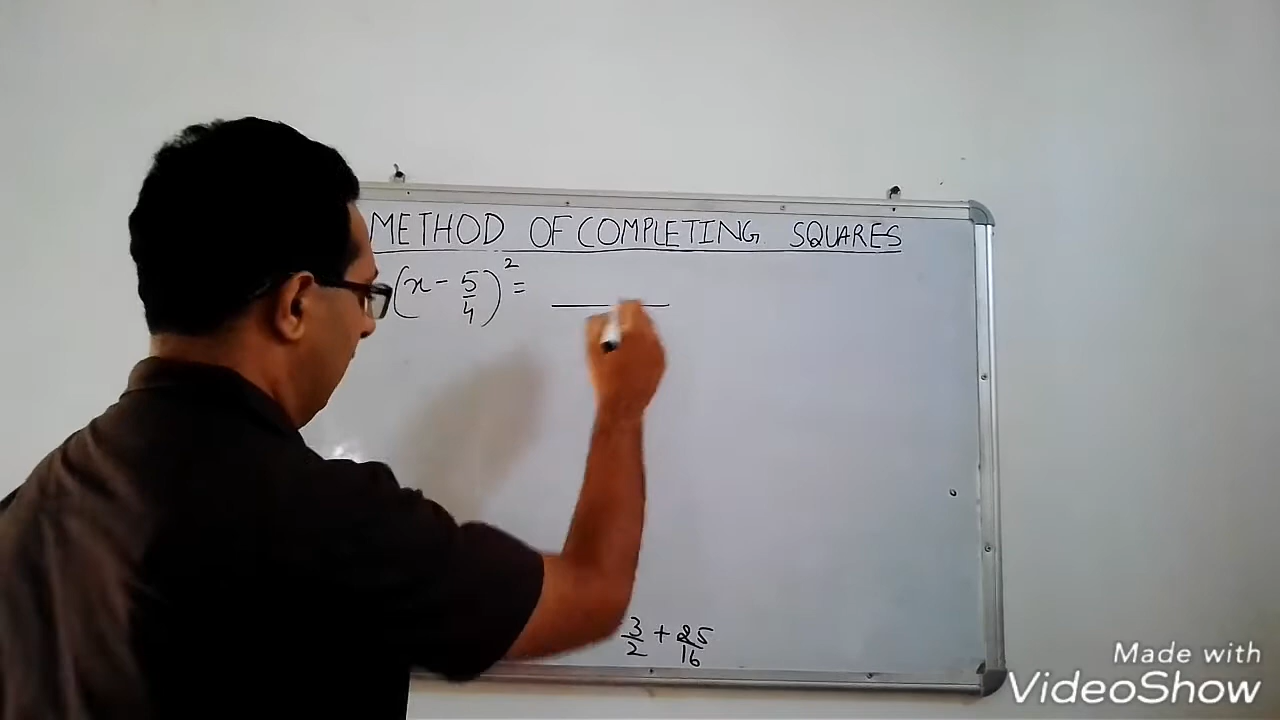 METHOD OF COMPLETING SQUARES
(x - 5/4)² =
3/2 + 25/16
Made with
VideoShow